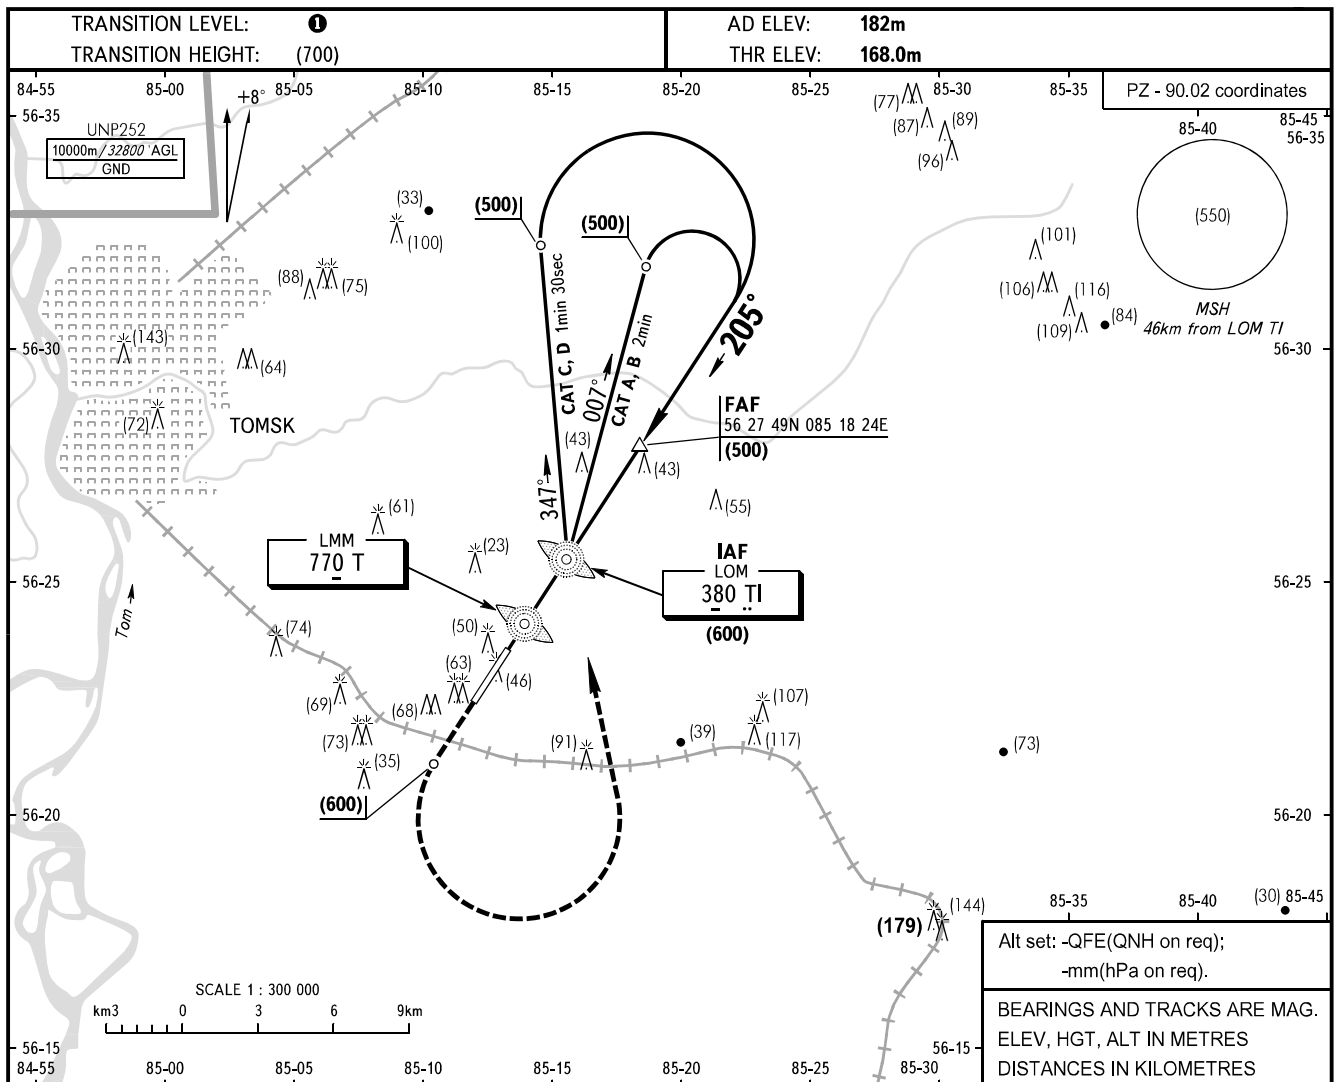 TRANSITION LEVEL: ❶
TRANSITION HEIGHT: (700)
AD ELEV: 182m
THR ELEV: 168.0m
84-55 85-00 85-05 85-10 85-15 85-20 85-25 85-30 85-35
PZ - 90.02 coordinates
56-35
+8°
85-40
85-45
56-35
UNP252
10000m/32800 'AGL
GND
(77)
(87)
(89)
(96)
(33)
(100)
(500)
(500)
(550)
MSH
46km from LOM TI
(101)
(106)
(116)
(109)
(84)
(88)
(75)
(143)
(64)
(72)
TOMSK
56-30
56-30
CAT C, D 1min 30sec
CAT A, B 2min
007°
347°
205°
FAF
56 27 49N 085 18 24E
(500)
(43)
(43)
(55)
(61)
(23)
LMM
770 T
IAF
LOM
380 TI
(600)
56-25
56-25
Tom
(74)
(50)
(63)
(46)
(69)
(68)
(73)
(35)
(91)
(39)
(107)
(117)
(73)
(600)
56-20
56-20
85-35 85-40 (30) 85-45
(144)
(179)
Alt set: -QFE(QNH on req);
-mm(hPa on req).
BEARINGS AND TRACKS ARE MAG.
ELEV, HGT, ALT IN METRES
DISTANCES IN KILOMETRES
SCALE 1 : 300 000
km3 0 3 6 9km
56-15
56-15
84-55 85-00 85-05 85-10 85-15 85-20 85-25 85-30